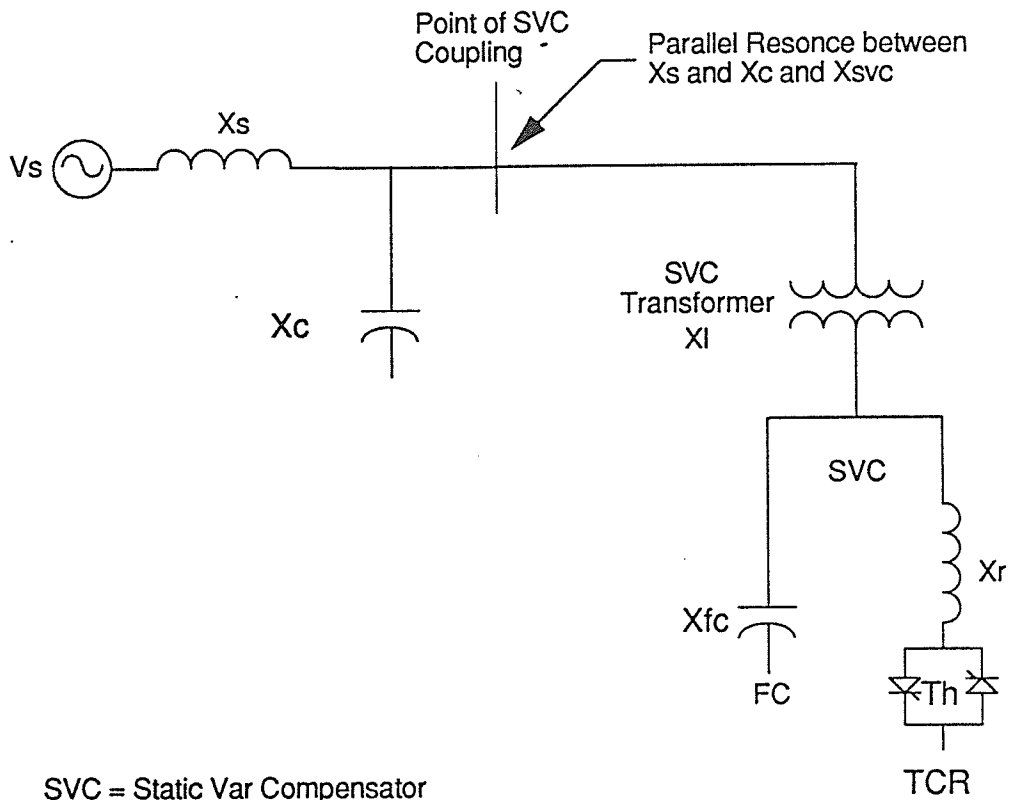 Point of SVC
Coupling
Parallel Resonce between
Xs and Xc and Xsvc
Xs
Vs
SVC
Transformer
Xl
Xc
SVC
Xr
Xfc
FC
Th
TCR
SVC = Static Var Compensator